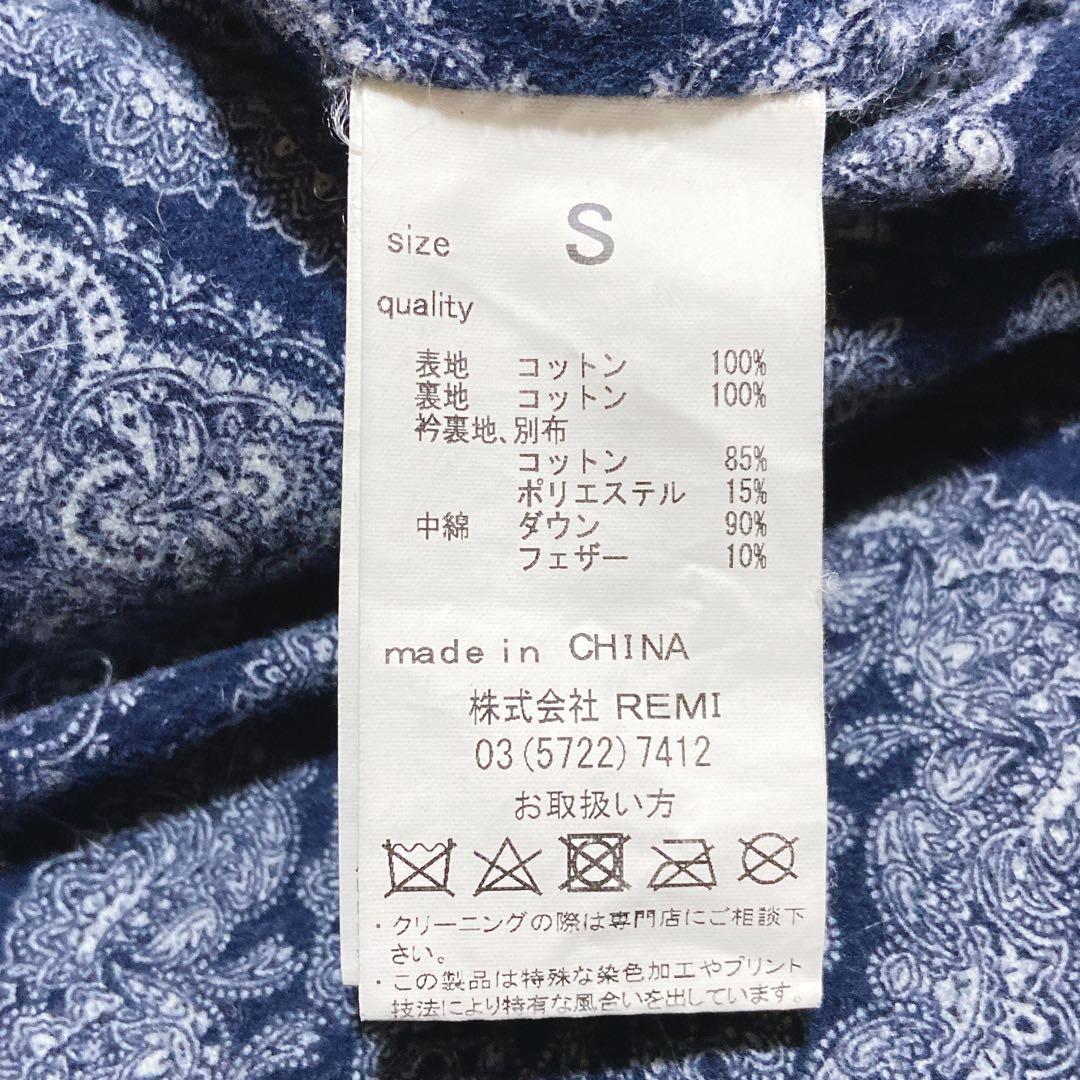 size S
quality
表地 コットン 100%
裏地 コットン 100%
衿裏地、別布
コットン 85%
ポリエステル 15%
中綿 ダウン 90%
フェザー 10%
made in CHINA
株式会社 REMI
03(5722)7412
お取扱い方
・クリーニングの際は専門店にご相談下
さい。
・この製品は特殊な染色加工やプリント
技法により特有な風合いを出しています。